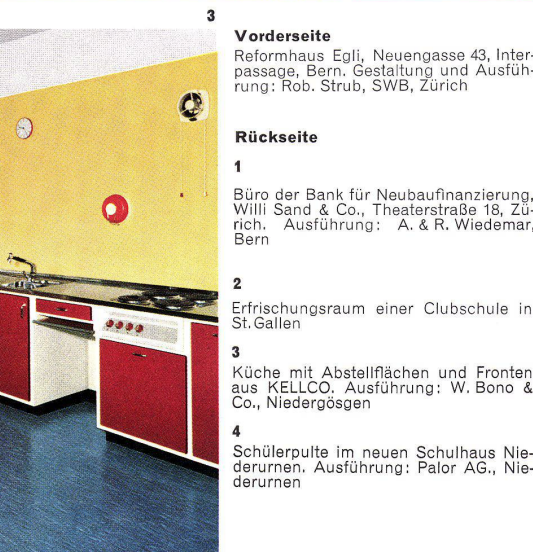 3
Vorderseite
Reformhaus Egli, Neuengasse 43, Inter-
passage, Bern. Gestaltung und Ausfüh-
rung: Rob. Strub, SWB, Zürich
Rückseite
1
Büro der Bank für Neubaufinanzierung,
Willi Sand & Co., Theaterstraße 18, Zü-
rich. Ausführung: A. & R. Wiedemar,
Bern
2
Erfrischungsraum einer Clubschule in
St. Gallen
3
Küche mit Abstellflächen und Fronten
aus KELLCO. Ausführung: W. Bono &
Co., Niedergösgen
4
Schülerpulte im neuen Schulhaus Nie-
derurnen. Ausführung: Palor AG., Nie-
derurnen